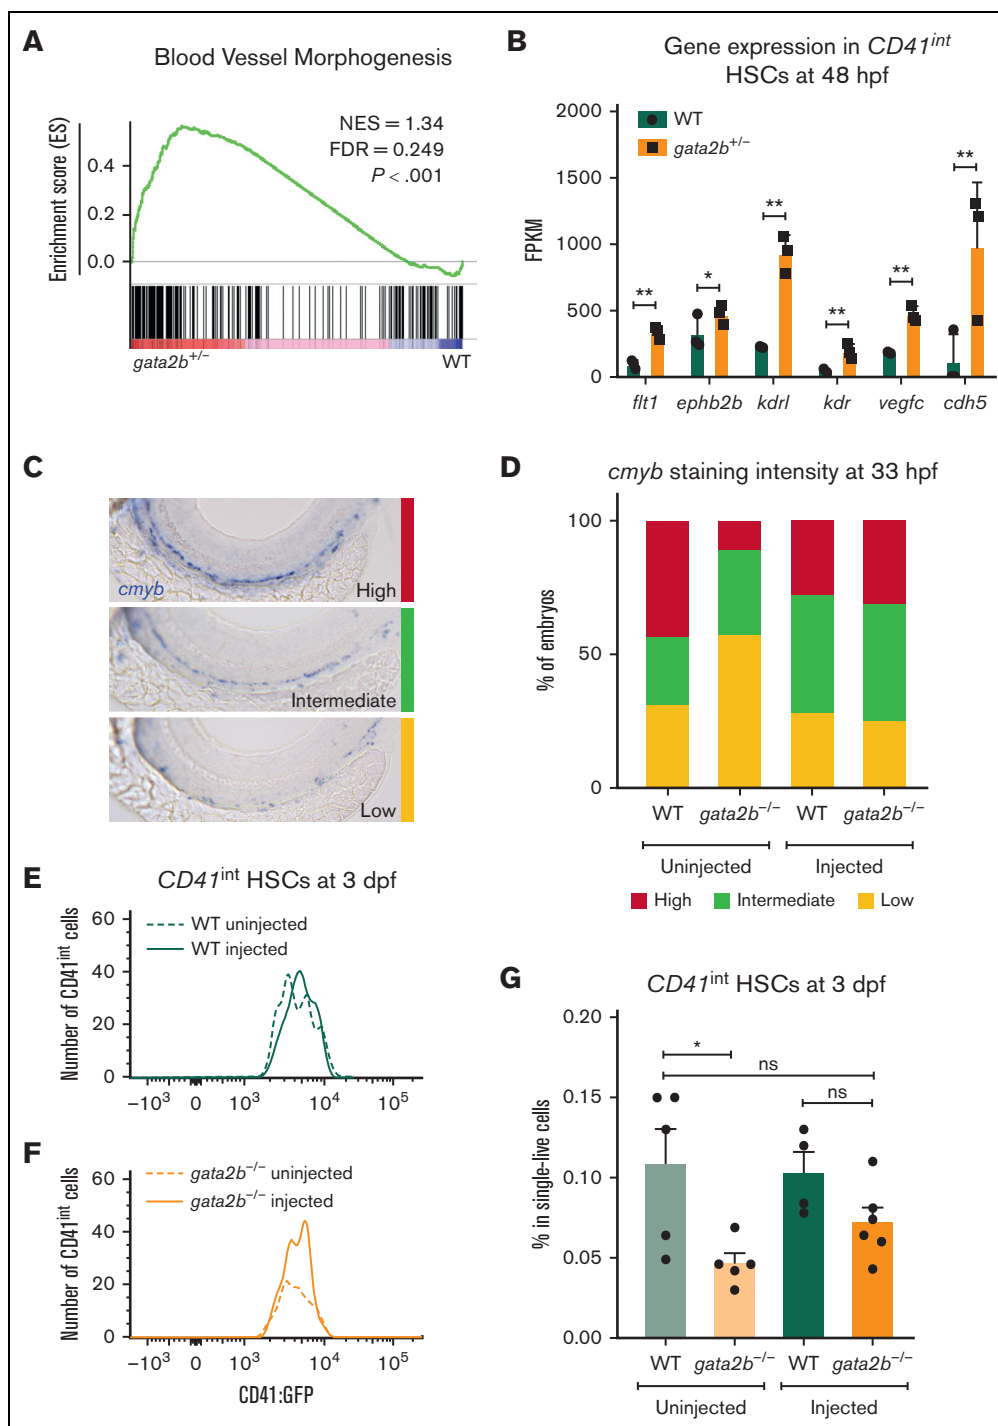 A
Blood Vessel Morphogenesis
NES = 1.34
FDR = 0.249
P < .001
Enrichment score (ES)
0.4
0.2
0.0
gata2b+/–
WT
B
Gene expression in CD41int
HSCs at 48 hpf
WT
gata2b+/–
FPKM
2000
1500
1000
500
0
** * ** ** ** **
flt1 ephb2b kdrl kdr vegfc cdh5
C
cmyb
High
Intermediate
Low
D
cmyb staining intensity at 33 hpf
% of embryos
100
50
0
WT gata2b–/– WT gata2b–/–
Uninjected Injected
High Intermediate Low
E
CD41int HSCs at 3 dpf
Number of CD41int cells
60
40
20
0
WT uninjected
WT injected
–10³ 0 10³ 10⁴ 10⁵
F
Number of CD41int cells
60
40
20
0
gata2b–/– uninjected
gata2b–/– injected
–10³ 0 10³ 10⁴ 10⁵
CD41:GFP
G
CD41int HSCs at 3 dpf
% in single-live cells
0.20
0.15
0.10
0.05
0.00
*
ns
ns
WT gata2b–/– WT gata2b–/–
Uninjected Injected